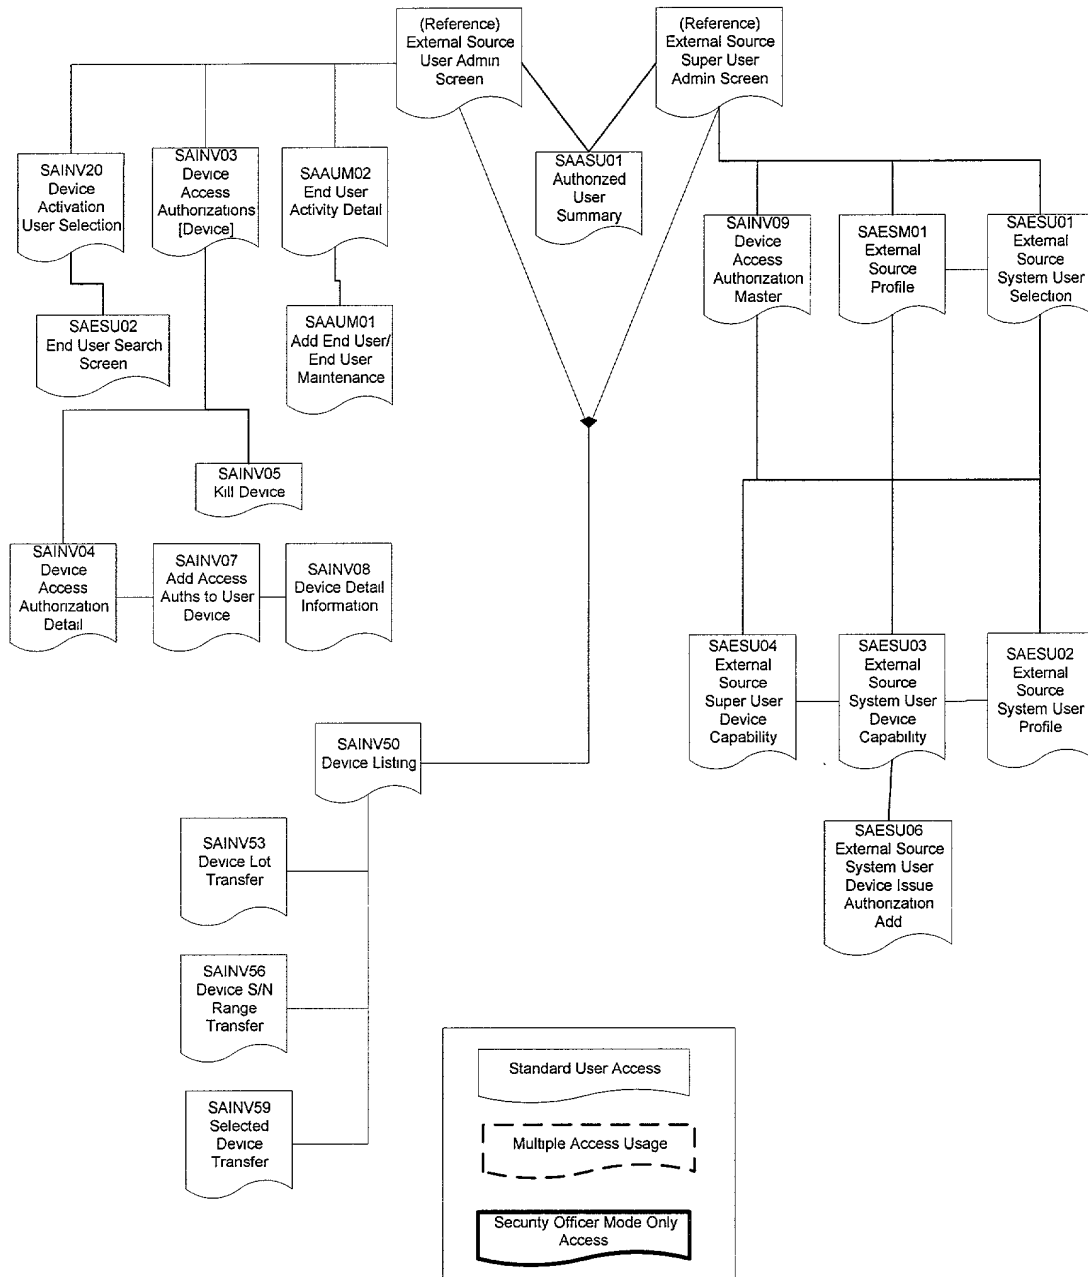 (Reference)
External Source
User Admin
Screen
(Reference)
External Source
Super User
Admin Screen
SAINV20
Device
Activation
User Selection
SAINV03
Device
Access
Authorizations
[Device]
SAAUM02
End User
Activity Detail
SAASU01
Authorized
User
Summary
SAINV09
Device
Access
Authorization
Master
SAESM01
External
Source
Profile
SAESU01
External
Source
System User
Selection
SAESU02
End User Search
Screen
SAAUM01
Add End User/
End User
Maintenance
SAINV05
Kill Device
SAINV04
Device
Access
Authorization
Detail
SAINV07
Add Access
Auths to User
Device
SAINV08
Device Detail
Information
SAESU04
External
Source
Super User
Device
Capability
SAESU03
External
Source
System User
Device
Capability
SAESU02
External
Source
System User
Profile
SAINV50
Device Listing
SAINV53
Device Lot
Transfer
SAESU06
External Source
System User
Device Issue
Authorization
Add
SAINV56
Device S/N
Range
Transfer
SAINV59
Selected
Device
Transfer
Standard User Access
Multiple Access Usage
Security Officer Mode Only
Access